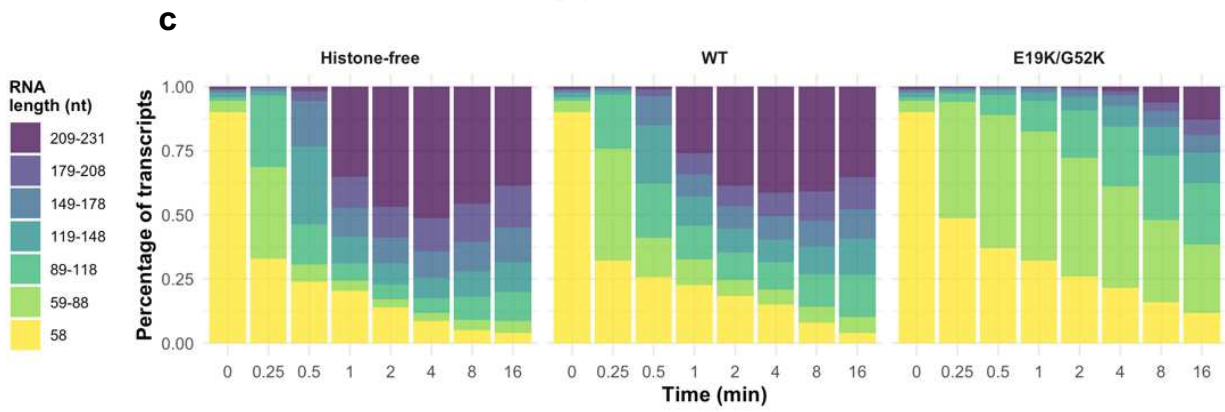 c
Histone-free WT E19K/G52K
RNA
length (nt)
209-231
179-208
149-178
119-148
89-118
59-88
58
Percentage of transcripts
1.00
0.75
0.50
0.25
0.00
0 0.25 0.5 1 2 4 8 16 0 0.25 0.5 1 2 4 8 16 0 0.25 0.5 1 2 4 8 16
Time (min)